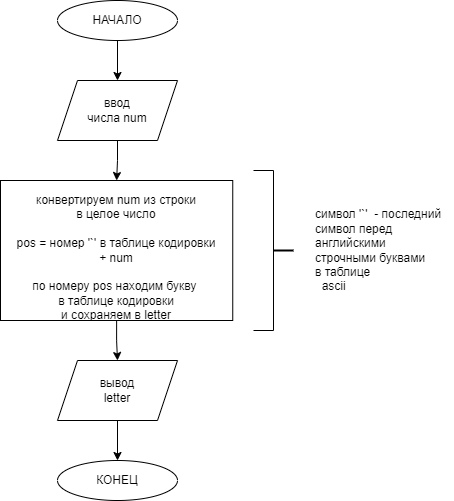 НАЧАЛО
ввод
числа num
конвертируем num из строки
в целое число
pos = номер '`' в таблице кодировки
+ num
по номеру pos находим букву
в таблице кодировки
и сохраняем в letter
символ '`' - последний
символ перед
английскими
строчными буквами
в таблице
ascii
вывод
letter
КОНЕЦ